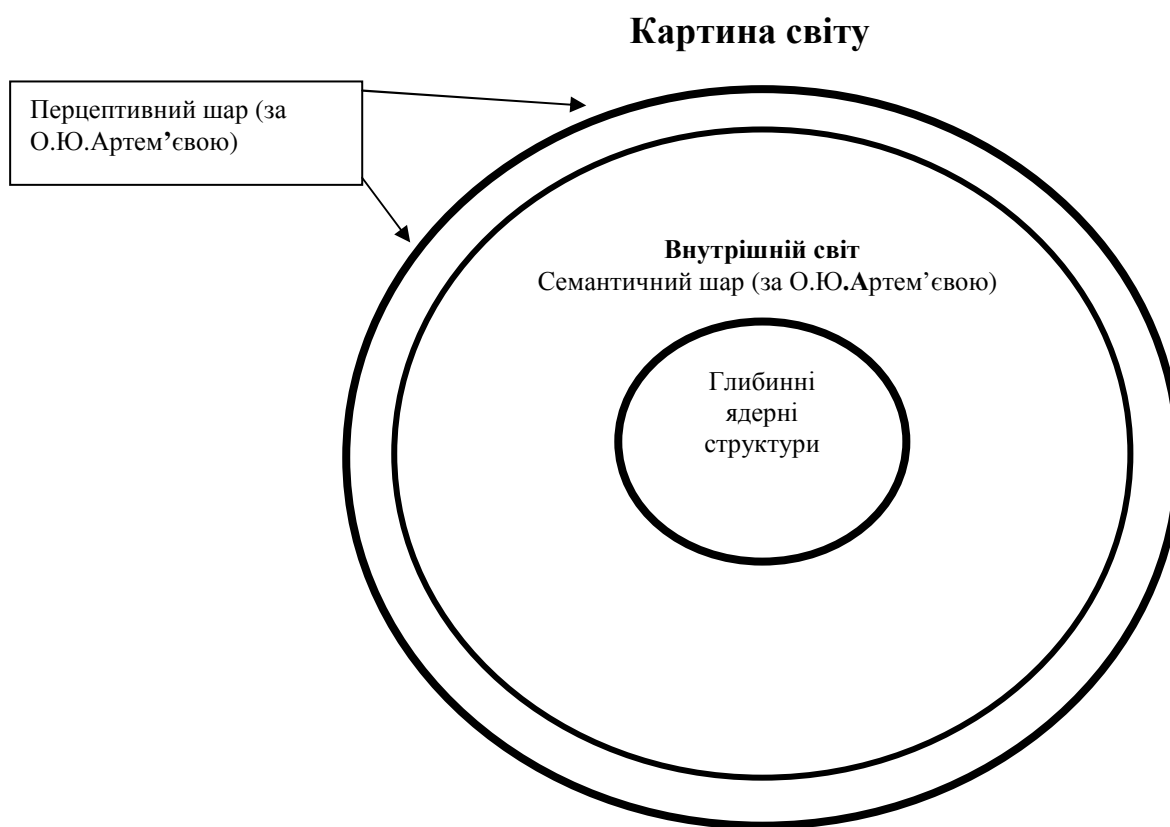 Картина світу
Перцептивний шар (за
О.Ю.Артем’євою)
Внутрішній світ
Семантичний шар (за О.Ю.Артем’євою)
Глибинні
ядерні
структури